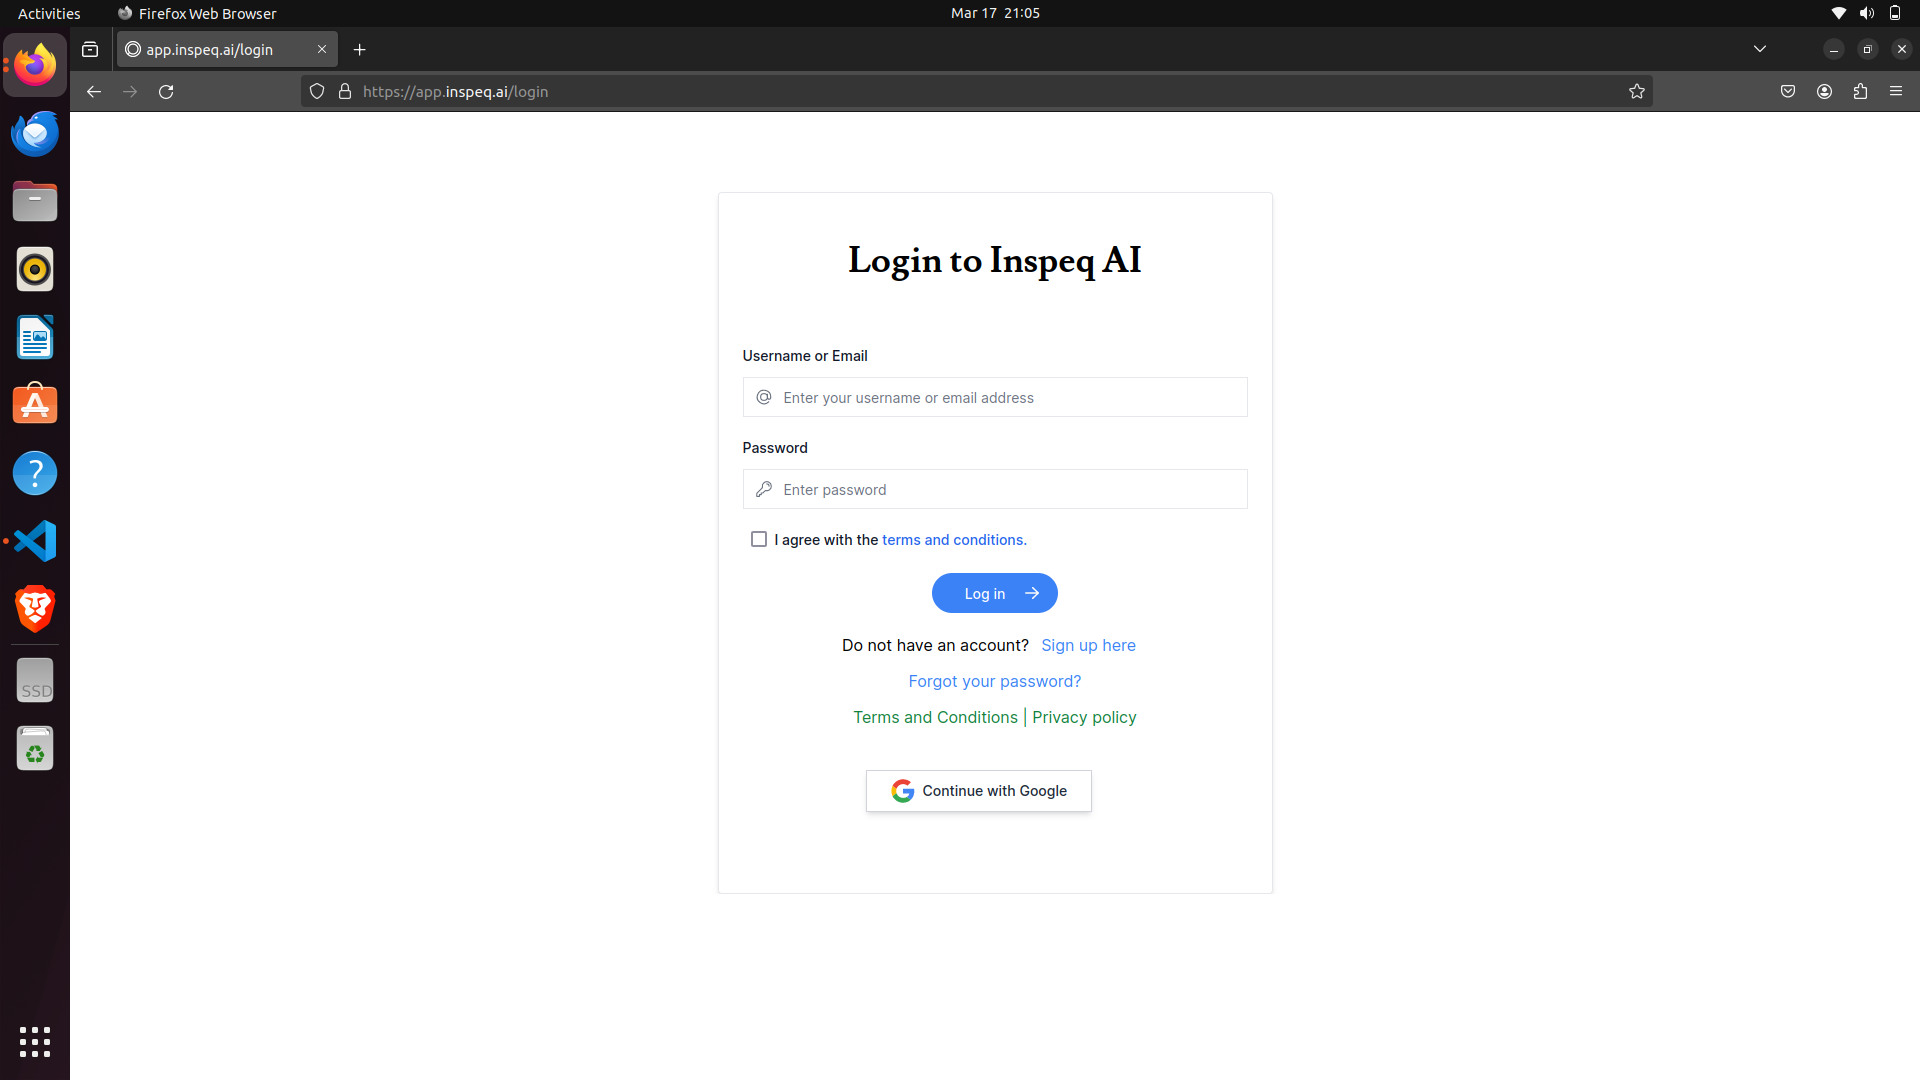 Activities
Firefox Web Browser
Mar 17 21:05
app.inspeq.ai/login
https://app.inspeq.ai/login
Login to Inspeq AI
Username or Email
Enter your username or email address
Password
Enter password
I agree with the terms and conditions.
Log in
Do not have an account? Sign up here
Forgot your password?
Terms and Conditions | Privacy policy
Continue with Google
SSD